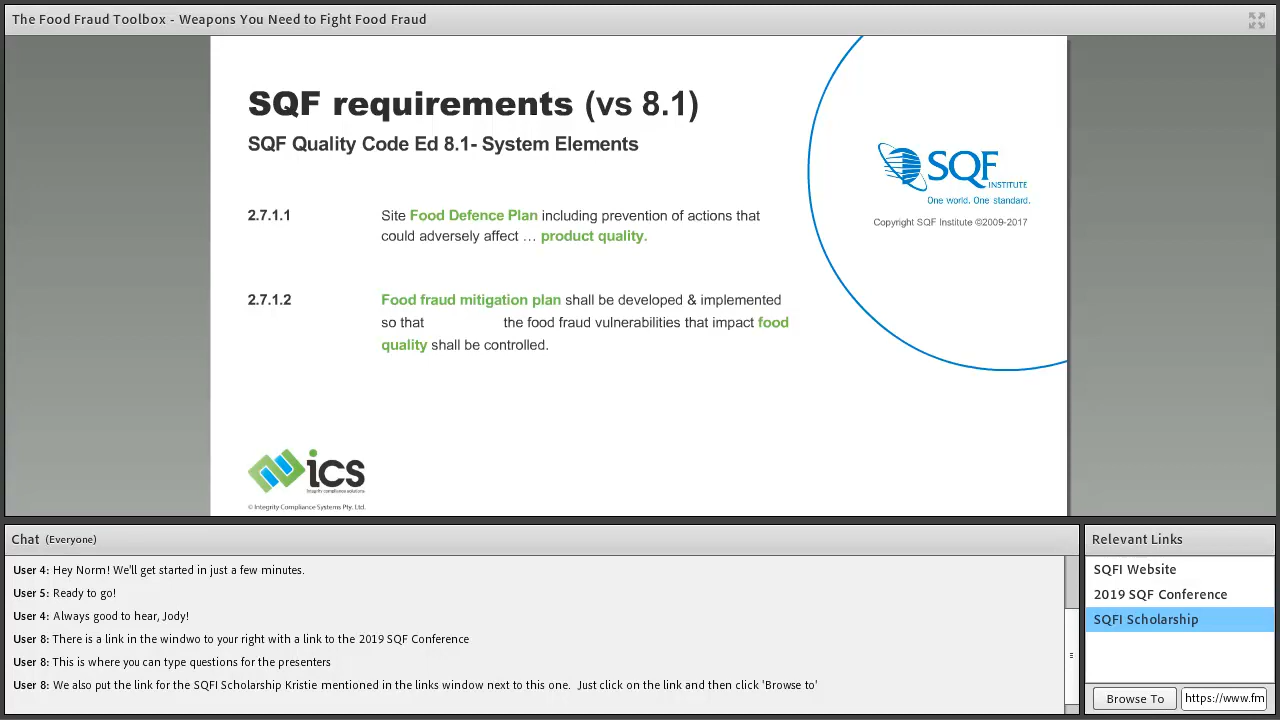 The Food Fraud Toolbox - Weapons You Need to Fight Food Fraud
SQF requirements (vs 8.1)
SQF Quality Code Ed 8.1- System Elements
SQF
INSTITUTE
One world. One standard.
Copyright SQF Institute ©2009-2017
2.7.1.1
Site Food Defence Plan including prevention of actions that
could adversely affect … product quality.
2.7.1.2
Food fraud mitigation plan shall be developed & implemented
so that the food fraud vulnerabilities that impact food
quality shall be controlled.
ics
integrity compliance solutions
© Integrity Compliance Systems Pty. Ltd.
Chat (Everyone)
User 4: Hey Norm! We'll get started in just a few minutes.
User 5: Ready to go!
User 4: Always good to hear, Jody!
User 8: There is a link in the windwo to your right with a link to the 2019 SQF Conference
User 8: This is where you can type questions for the presenters
User 8: We also put the link for the SQFI Scholarship Kristie mentioned in the links window next to this one.  Just click on the link and then click 'Browse to'
Relevant Links
SQFI Website
2019 SQF Conference
SQFI Scholarship
Browse To
https://www.fm